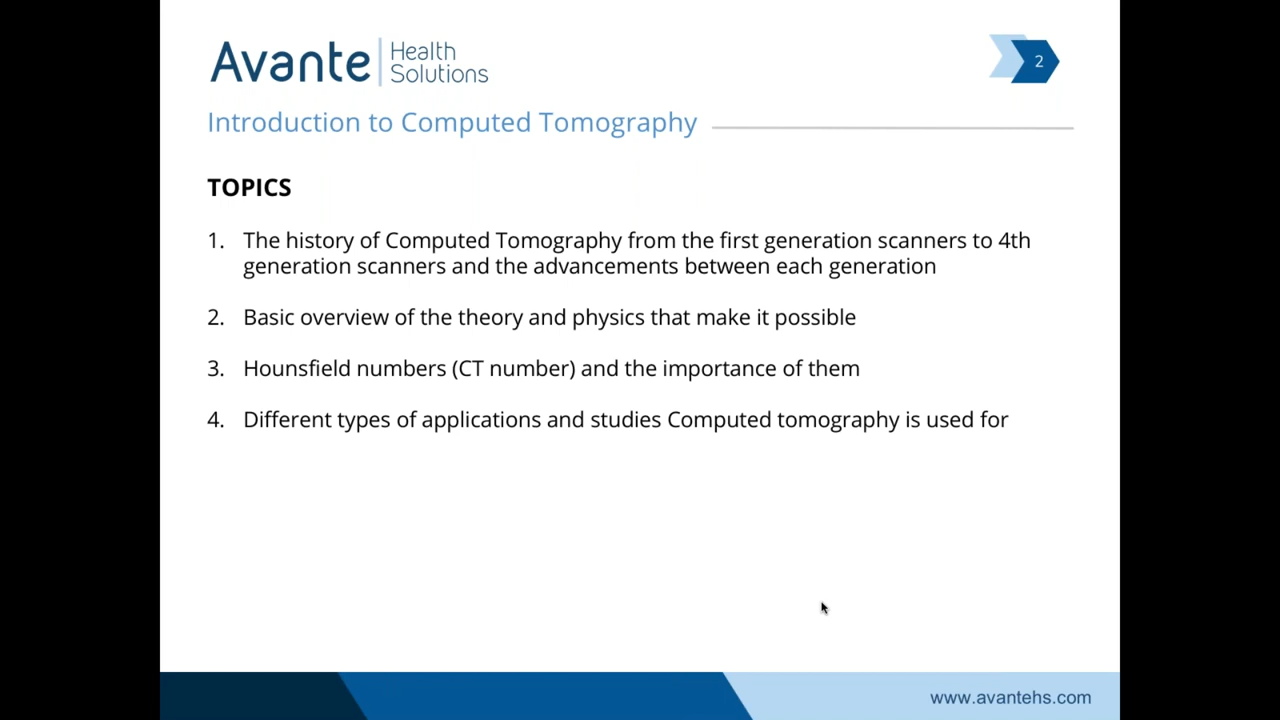 Avante Health Solutions
2
Introduction to Computed Tomography
TOPICS
1. The history of Computed Tomography from the first generation scanners to 4th
generation scanners and the advancements between each generation
2. Basic overview of the theory and physics that make it possible
3. Hounsfield numbers (CT number) and the importance of them
4. Different types of applications and studies Computed tomography is used for
www.avantehs.com